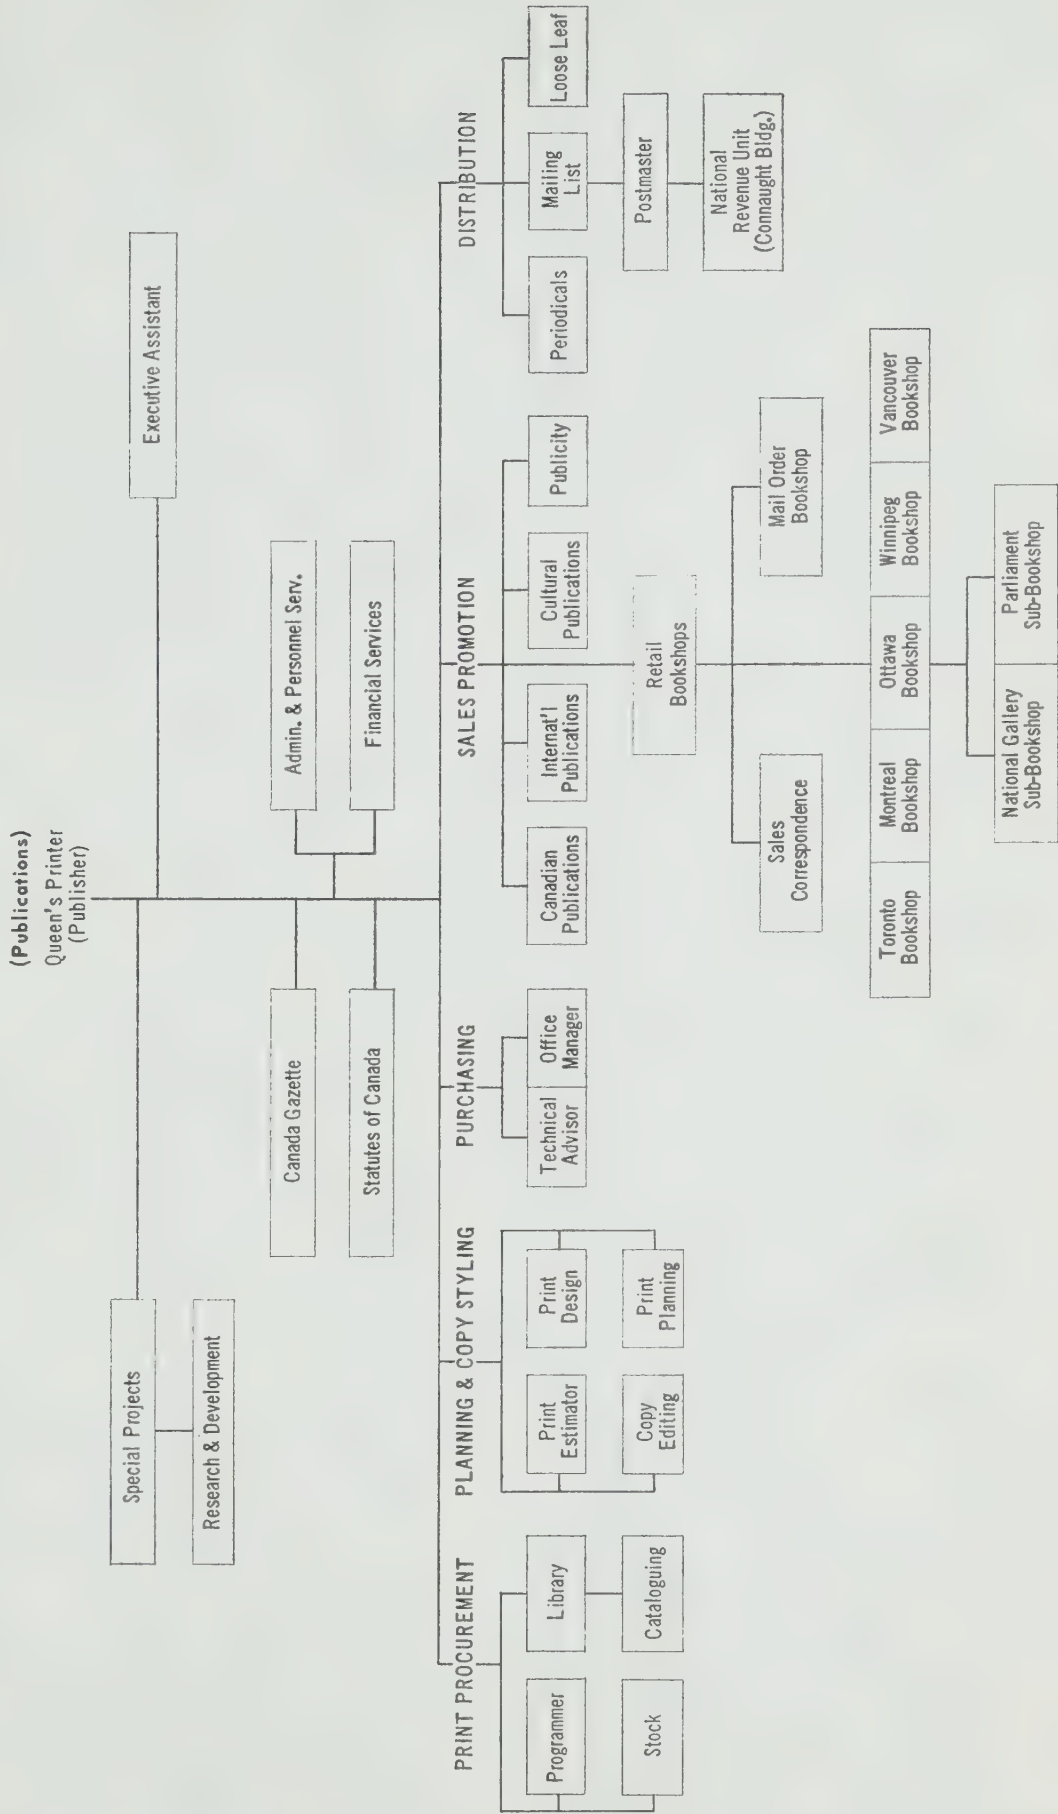 (Publications)
Queen's Printer
(Publisher)
Special Projects
Executive Assistant
Research & Development
Canada Gazette
Admin. & Personnel Serv.
Statutes of Canada
Financial Services
PRINT PROCUREMENT
PLANNING & COPY STYLING
PURCHASING
SALES PROMOTION
DISTRIBUTION
Programmer
Library
Stock
Cataloguing
Print
Estimator
Print
Design
Copy
Editing
Print
Planning
Technical
Advisor
Office
Manager
Canadian
Publications
Internat'l
Publications
Cultural
Publications
Publicity
Retail
Bookshops
Sales
Correspondence
Mail Order
Bookshop
Toronto
Bookshop
Montreal
Bookshop
Ottawa
Bookshop
Winnipeg
Bookshop
Vancouver
Bookshop
National Gallery
Sub-Bookshop
Parliament
Sub-Bookshop
Periodicals
Mailing
List
Loose Leaf
Postmaster
National
Revenue Unit
(Connaught Bldg.)